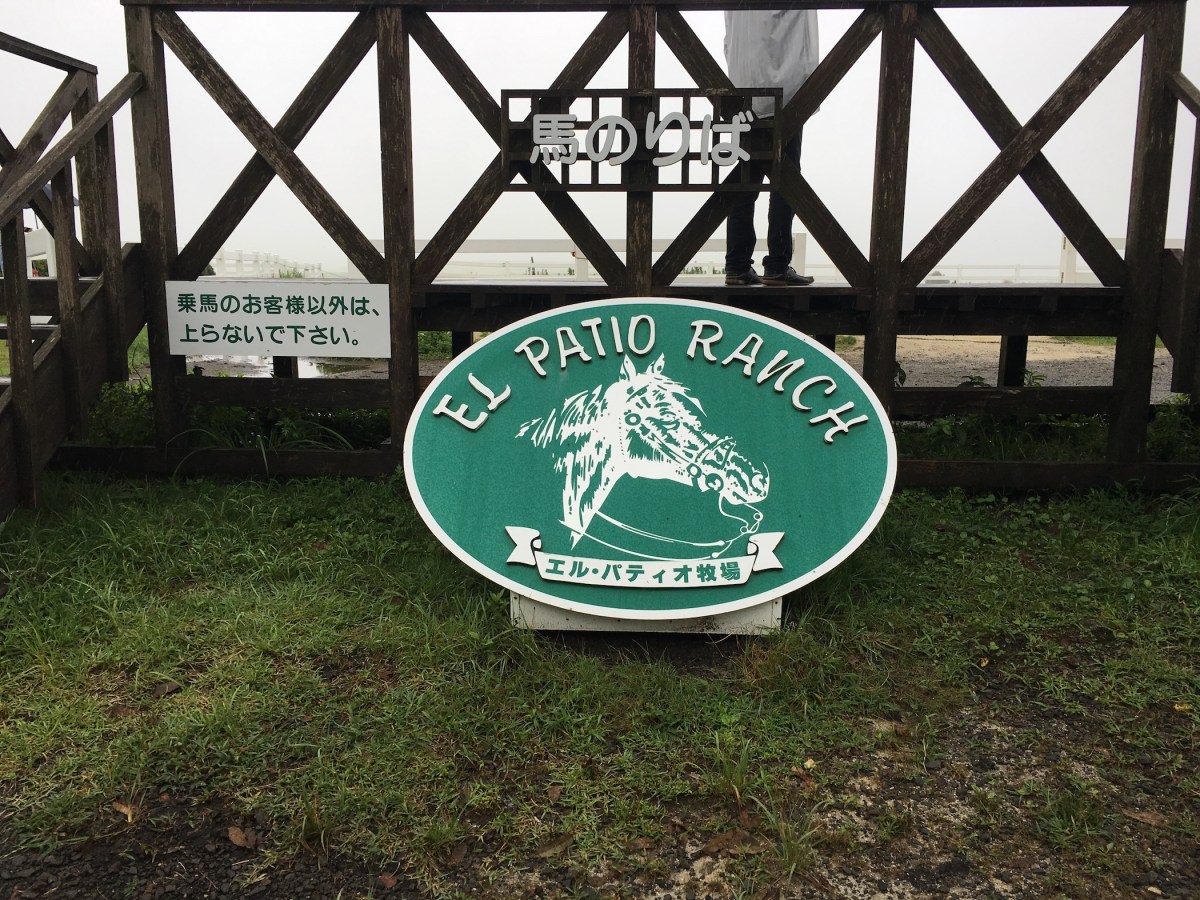 馬のりば
乗馬のお客様以外は、
上らないで下さい。
EL PATIO RANCH
エル・パティオ牧場